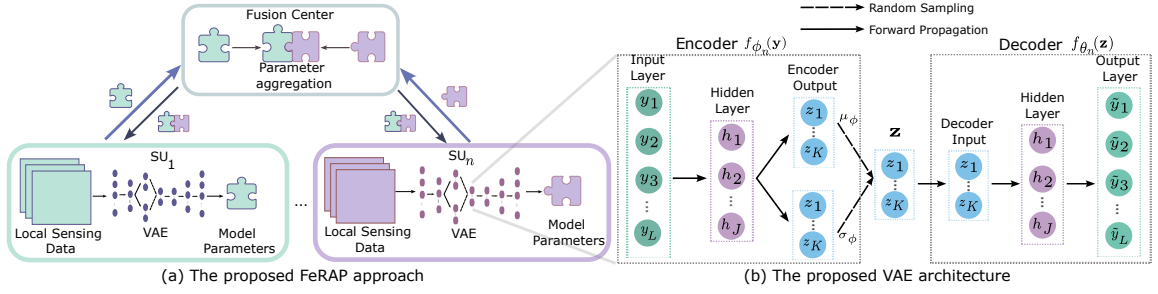 Fusion Center
Parameter
aggregation
SU1
Local Sensing
Data
VAE
Model
Parameters
...
SUn
Local Sensing
Data
VAE
Model
Parameters
(a) The proposed FeRAP approach
Random Sampling
Forward Propagation
Encoder fϕn(y)
Input
Layer
y1
y2
y3
yL
Hidden
Layer
h1
h2
hJ
Encoder
Output
z1
zK
z1
zK
μϕ
σϕ
z
z1
zK
Decoder fθn(z)
Decoder
Input
z1
zK
Hidden
Layer
h1
h2
hJ
Output
Layer
ỹ1
ỹ2
ỹ3
ỹL
(b) The proposed VAE architecture